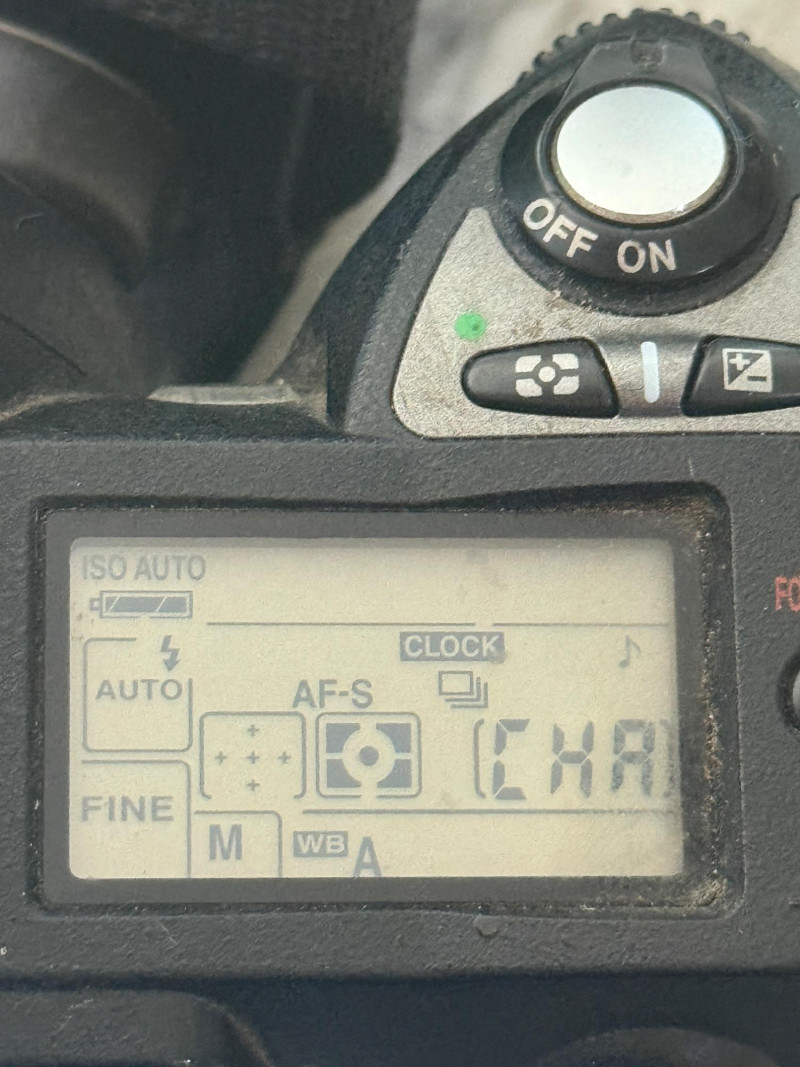 OFF ON
ISO AUTO
CLOCK
AUTO
AF-S
[CHA]
FINE
M
WB A